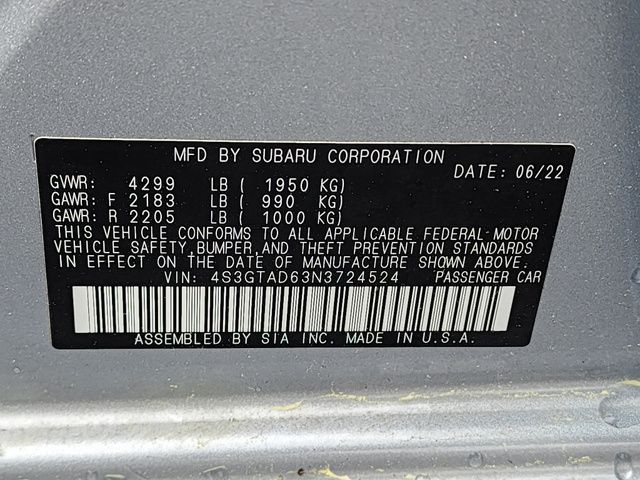 MFD BY SUBARU CORPORATION
DATE: 06/22
GVWR: 4299 LB ( 1950 KG)
GAWR: F 2183 LB ( 990 KG)
GAWR: R 2205 LB ( 1000 KG)
THIS VEHICLE CONFORMS TO ALL APPLICABLE FEDERAL-MOTOR
VEHICLE SAFETY, BUMPER, AND THEFT PREVENTION STANDARDS
IN EFFECT ON THE DATE OF MANUFACTURE SHOWN ABOVE.
VIN: 4S3GTAD63N3724524 PASSENGER CAR
ASSEMBLED BY SIA INC. MADE IN U.S.A.